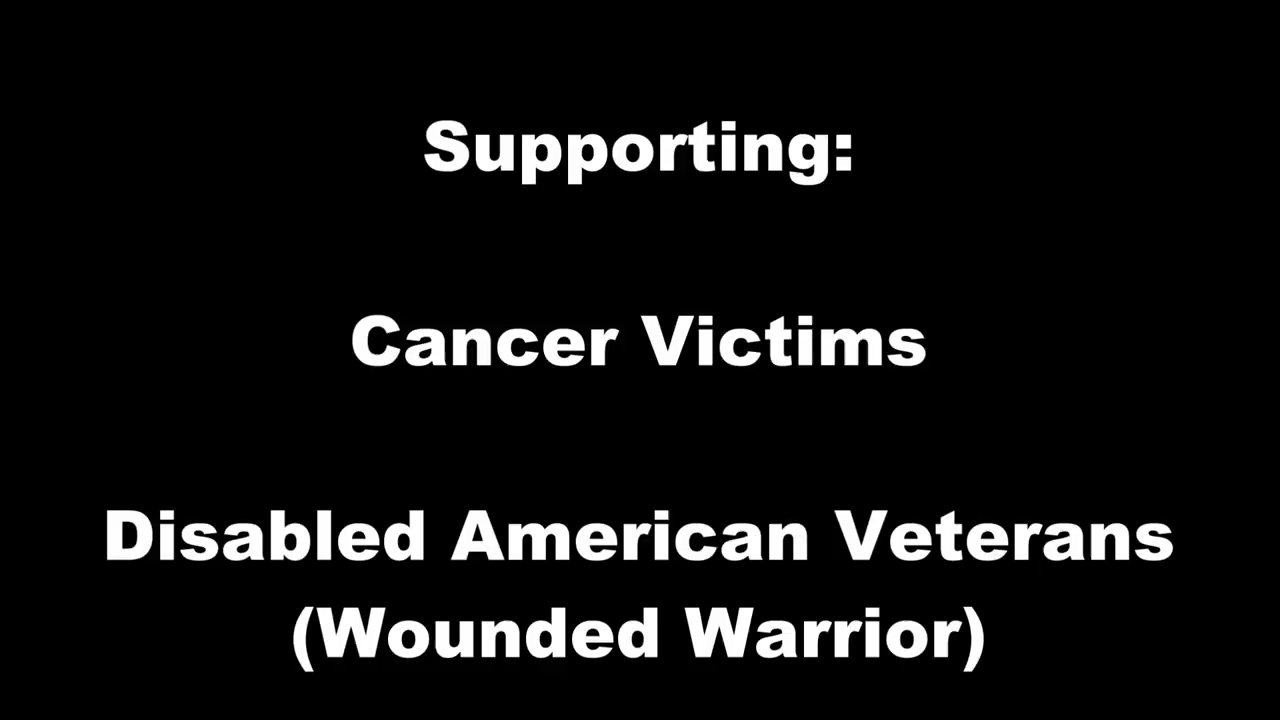 Supporting:
Cancer Victims
Disabled American Veterans
(Wounded Warrior)